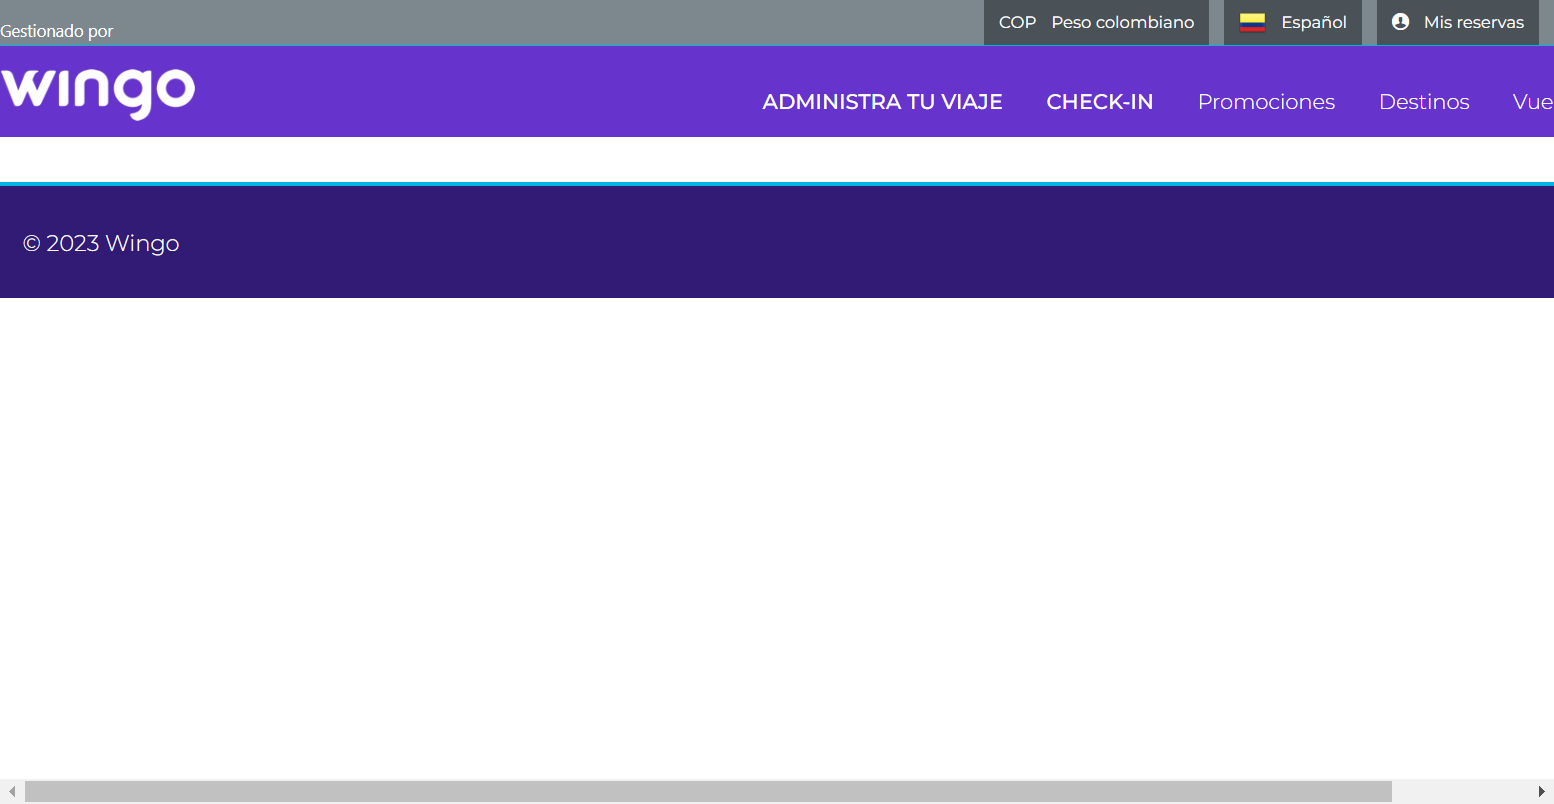 Gestionado por
COP Peso colombiano
Español
Mis reservas
wingo
ADMINISTRA TU VIAJE
CHECK-IN
Promociones
Destinos
Vue
© 2023 Wingo